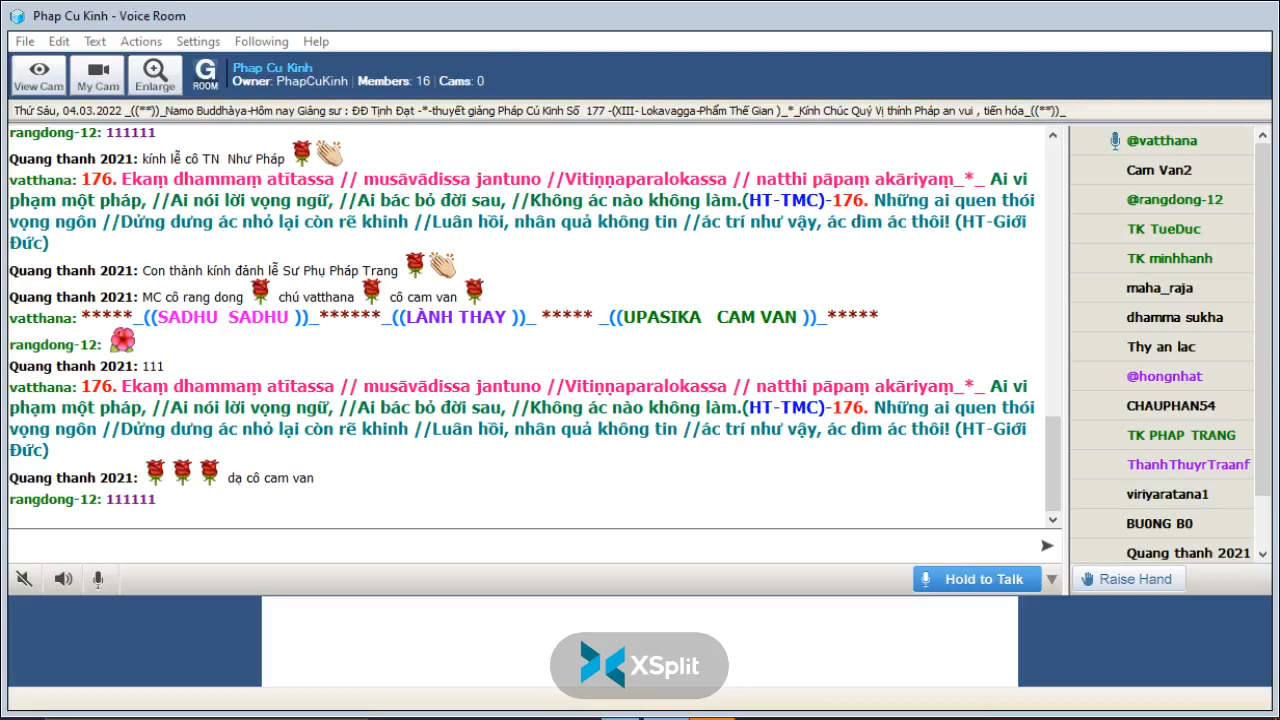 Phap Cu Kinh - Voice Room
File Edit Text Actions Settings Following Help
View Cam My Cam Enlarge G ROOM
Phap Cu Kinh
Owner: PhapCuKinh | Members: 16 | Cams: 0
Thứ Sáu, 04.03.2022 _((**))_Namo Buddhàya-Hôm nay Giảng sư : ĐĐ Tịnh Đạt -*-thuyết giảng Pháp Cú Kinh Số 177 -(XIII- Lokavagga-Phẩm Thế Gian )_*_Kính Chúc Quý Vị thính Pháp an vui , tiến hóa_((**))_
rangdong-12: 111111
Quang thanh 2021: kính lễ cô TN Như Pháp
vatthana: 176. Ekaṃ dhammaṃ atītassa // musāvādissa jantuno //Vitiṇṇaparalokassa // natthi pāpaṃ akāriyaṃ_*_ Ai vi
phạm một pháp, //Ai nói lời vọng ngữ, //Ai bác bỏ đời sau, //Không ác nào không làm.(HT-TMC)-176. Những ai quen thói
vọng ngôn //Dửng dưng ác nhỏ lại còn rẽ khinh //Luân hồi, nhân quả không tin //ác trí như vậy, ác dìm ác thôi! (HT-Giới
Đức)
Quang thanh 2021: Con thành kính đảnh lễ Sư Phụ Pháp Trang
Quang thanh 2021: MC cô rang dong chú vatthana cô cam van
vatthana: *****_((SADHU SADHU ))_******_((LÀNH THAY ))_ ***** _((UPASIKA CAM VAN ))_*****
rangdong-12:
Quang thanh 2021: 111
vatthana: 176. Ekaṃ dhammaṃ atītassa // musāvādissa jantuno //Vitiṇṇaparalokassa // natthi pāpaṃ akāriyaṃ_*_ Ai vi
phạm một pháp, //Ai nói lời vọng ngữ, //Ai bác bỏ đời sau, //Không ác nào không làm.(HT-TMC)-176. Những ai quen thói
vọng ngôn //Dửng dưng ác nhỏ lại còn rẽ khinh //Luân hồi, nhân quả không tin //ác trí như vậy, ác dìm ác thôi! (HT-Giới
Đức)
Quang thanh 2021: dạ cô cam van
rangdong-12: 111111
@vatthana
Cam Van2
@rangdong-12
TK TueDuc
TK minhhanh
maha_raja
dhamma sukha
Thy an lac
@hongnhat
CHAUPHAN54
TK PHAP TRANG
ThanhThuyrTraanf
viriyaratana1
BU0NG B0
Quang thanh 2021
Hold to Talk
Raise Hand
XSplit